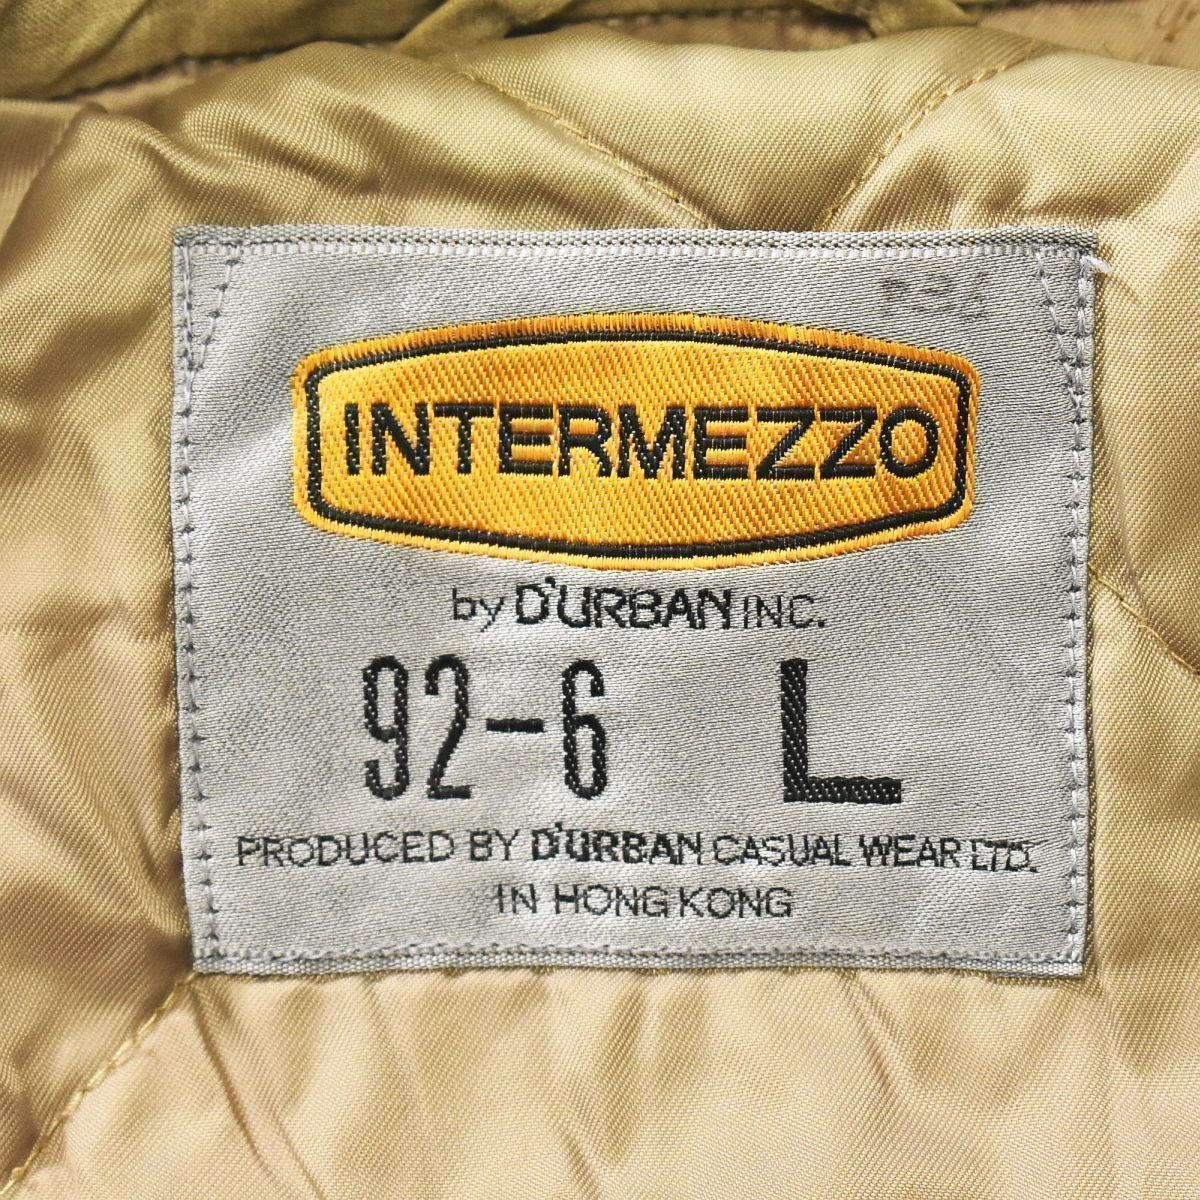 INTERMEZZO
by D'URBAN INC.
92-6 L
PRODUCED BY D'URBAN CASUAL WEAR LTD.
IN HONG KONG